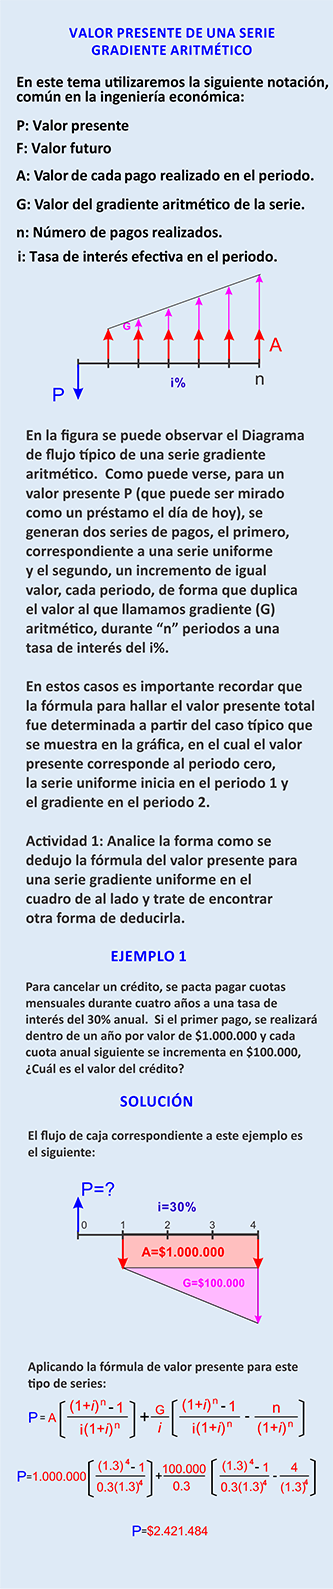 VALOR PRESENTE DE UNA SERIE
GRADIENTE ARITMÉTICO
En este tema utilizaremos la siguiente notación,
común en la ingeniería económica:
P: Valor presente
F: Valor futuro
A: Valor de cada pago realizado en el periodo.
G: Valor del gradiente aritmético de la serie.
n: Número de pagos realizados.
i: Tasa de interés efectiva en el periodo.
G
A
P
i%
n
En la figura se puede observar el Diagrama
de flujo típico de una serie gradiente
aritmético. Como puede verse, para un
valor presente P (que puede ser mirado
como un préstamo el día de hoy), se
generan dos series de pagos, el primero,
correspondiente a una serie uniforme
y el segundo, un incremento de igual
valor, cada periodo, de forma que duplica
el valor al que llamamos gradiente (G)
aritmético, durante “n” periodos a una
tasa de interés del i%.
En estos casos es importante recordar que
la fórmula para hallar el valor presente total
fue determinada a partir del caso típico que
se muestra en la gráfica, en el cual el valor
presente corresponde al periodo cero,
la serie uniforme inicia en el periodo 1 y
el gradiente en el periodo 2.
Actividad 1: Analice la forma como se
dedujo la fórmula del valor presente para
una serie gradiente uniforme en el
cuadro de al lado y trate de encontrar
otra forma de deducirla.
EJEMPLO 1
Para cancelar un crédito, se pacta pagar cuotas
mensuales durante cuatro años a una tasa de
interés del 30% anual. Si el primer pago, se realizará
dentro de un año por valor de $1.000.000 y cada
cuota anual siguiente se incrementa en $100.000,
¿Cuál es el valor del crédito?
SOLUCIÓN
El flujo de caja correspondiente a este ejemplo es
el siguiente:
P=?
i=30%
0 1 2 3 4
A=$1.000.000
G=$100.000
Aplicando la fórmula de valor presente para este
tipo de series:
P = A [ ((1+i)^n - 1) / (i(1+i)^n) ] + G/i [ ((1+i)^n - 1) / (i(1+i)^n) - n / (1+i)^n ]
P=1.000.000 [ ((1.3)^4 - 1) / (0.3(1.3)^4) ] + 100.000/0.3 [ ((1.3)^4 - 1) / (0.3(1.3)^4) - 4 / (1.3)^4 ]
P=$2.421.484